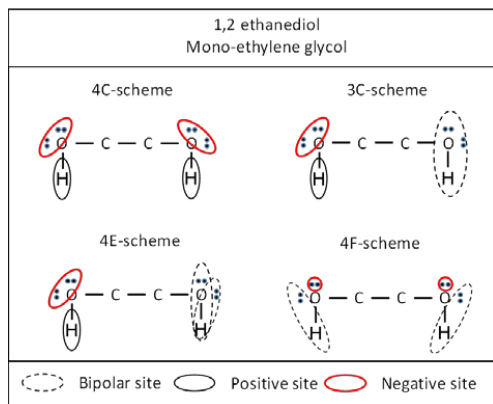 1,2 ethanediol
Mono-ethylene glycol
4C-scheme 3C-scheme
O — C — C — O O — C — C — O
H H H H
4E-scheme 4F-scheme
O — C — C — O O — C — C — O
H H H H
Bipolar site Positive site Negative site